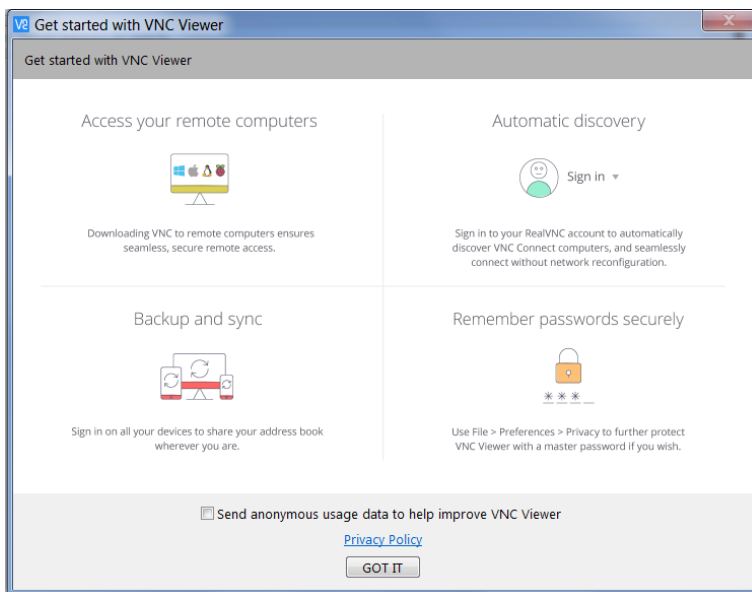 Get started with VNC Viewer
Get started with VNC Viewer
Access your remote computers
Downloading VNC to remote computers ensures
seamless, secure remote access.
Automatic discovery
Sign in
Sign in to your RealVNC account to automatically
discover VNC Connect computers, and seamlessly
connect without network reconfiguration.
Backup and sync
Sign in on all your devices to share your address book
wherever you are.
Remember passwords securely
***_
Use File > Preferences > Privacy to further protect
VNC Viewer with a master password if you wish.
Send anonymous usage data to help improve VNC Viewer
Privacy Policy
GOT IT